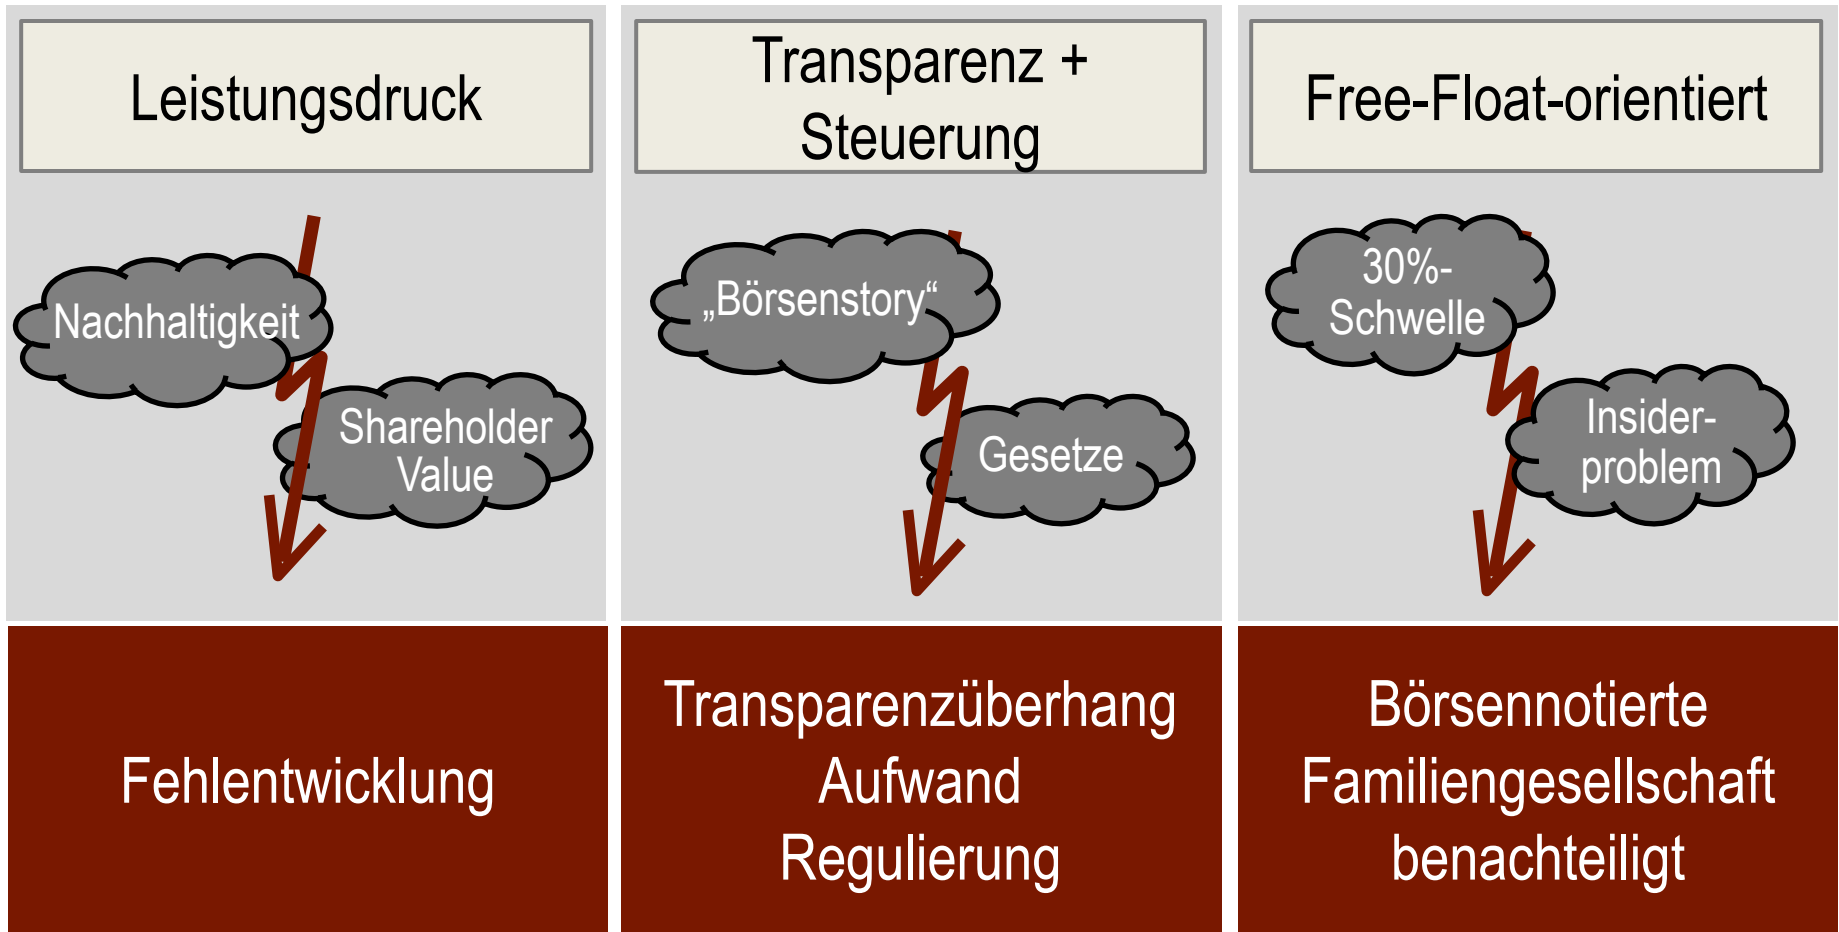 Leistungsdruck
Nachhaltigkeit
Shareholder
Value
Fehlentwicklung
Transparenz +
Steuerung
„Börsenstory“
Gesetze
Transparenzüberhang
Aufwand
Regulierung
Free-Float-orientiert
30%-
Schwelle
Insider-
problem
Börsennotierte
Familiengesellschaft
benachteiligt